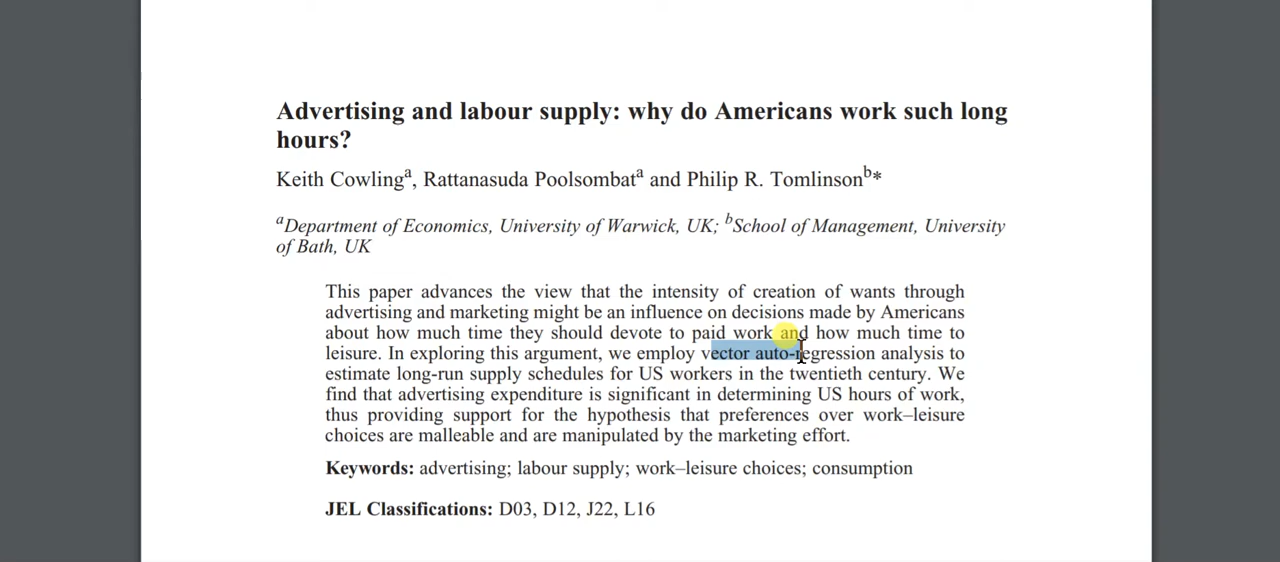 Advertising and labour supply: why do Americans work such long
hours?
Keith Cowlingᵃ, Rattanasuda Poolsombatᵃ and Philip R. Tomlinsonᵇ*
ᵃDepartment of Economics, University of Warwick, UK; ᵇSchool of Management, University
of Bath, UK
This paper advances the view that the intensity of creation of wants through
advertising and marketing might be an influence on decisions made by Americans
about how much time they should devote to paid work and how much time to
leisure. In exploring this argument, we employ vector auto-regression analysis to
estimate long-run supply schedules for US workers in the twentieth century. We
find that advertising expenditure is significant in determining US hours of work,
thus providing support for the hypothesis that preferences over work–leisure
choices are malleable and are manipulated by the marketing effort.
Keywords: advertising; labour supply; work–leisure choices; consumption
JEL Classifications: D03, D12, J22, L16